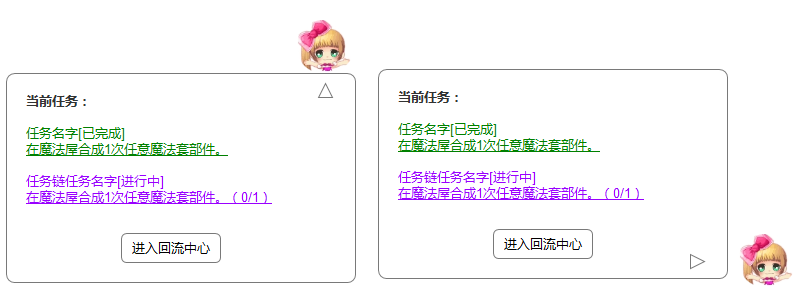 当前任务：
任务名字[已完成]
在魔法屋合成1次任意魔法套部件。
任务链任务名字[进行中]
在魔法屋合成1次任意魔法套部件。（0/1）
进入回流中心
当前任务：
任务名字[已完成]
在魔法屋合成1次任意魔法套部件。
任务链任务名字[进行中]
在魔法屋合成1次任意魔法套部件。（0/1）
进入回流中心